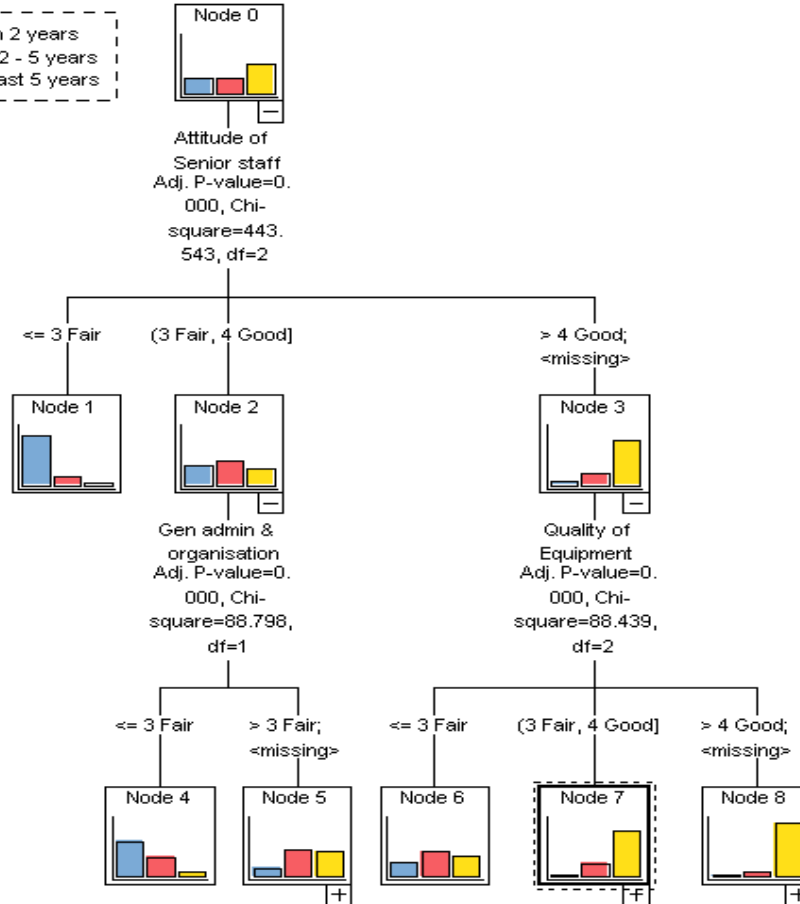 2 years
2 - 5 years
ast 5 years
Node 0
Attitude of
Senior staff
Adj. P-value=0.
000, Chi-
square=443.
543, df=2
<= 3 Fair
(3 Fair, 4 Good]
> 4 Good;
<missing>
Node 1
Node 2
Node 3
Gen admin &
organisation
Adj. P-value=0.
000, Chi-
square=88.798,
df=1
Quality of
Equipment
Adj. P-value=0.
000, Chi-
square=88.439,
df=2
<= 3 Fair
> 3 Fair;
<missing>
<= 3 Fair
(3 Fair, 4 Good]
> 4 Good;
<missing>
Node 4
Node 5
Node 6
Node 7
Node 8